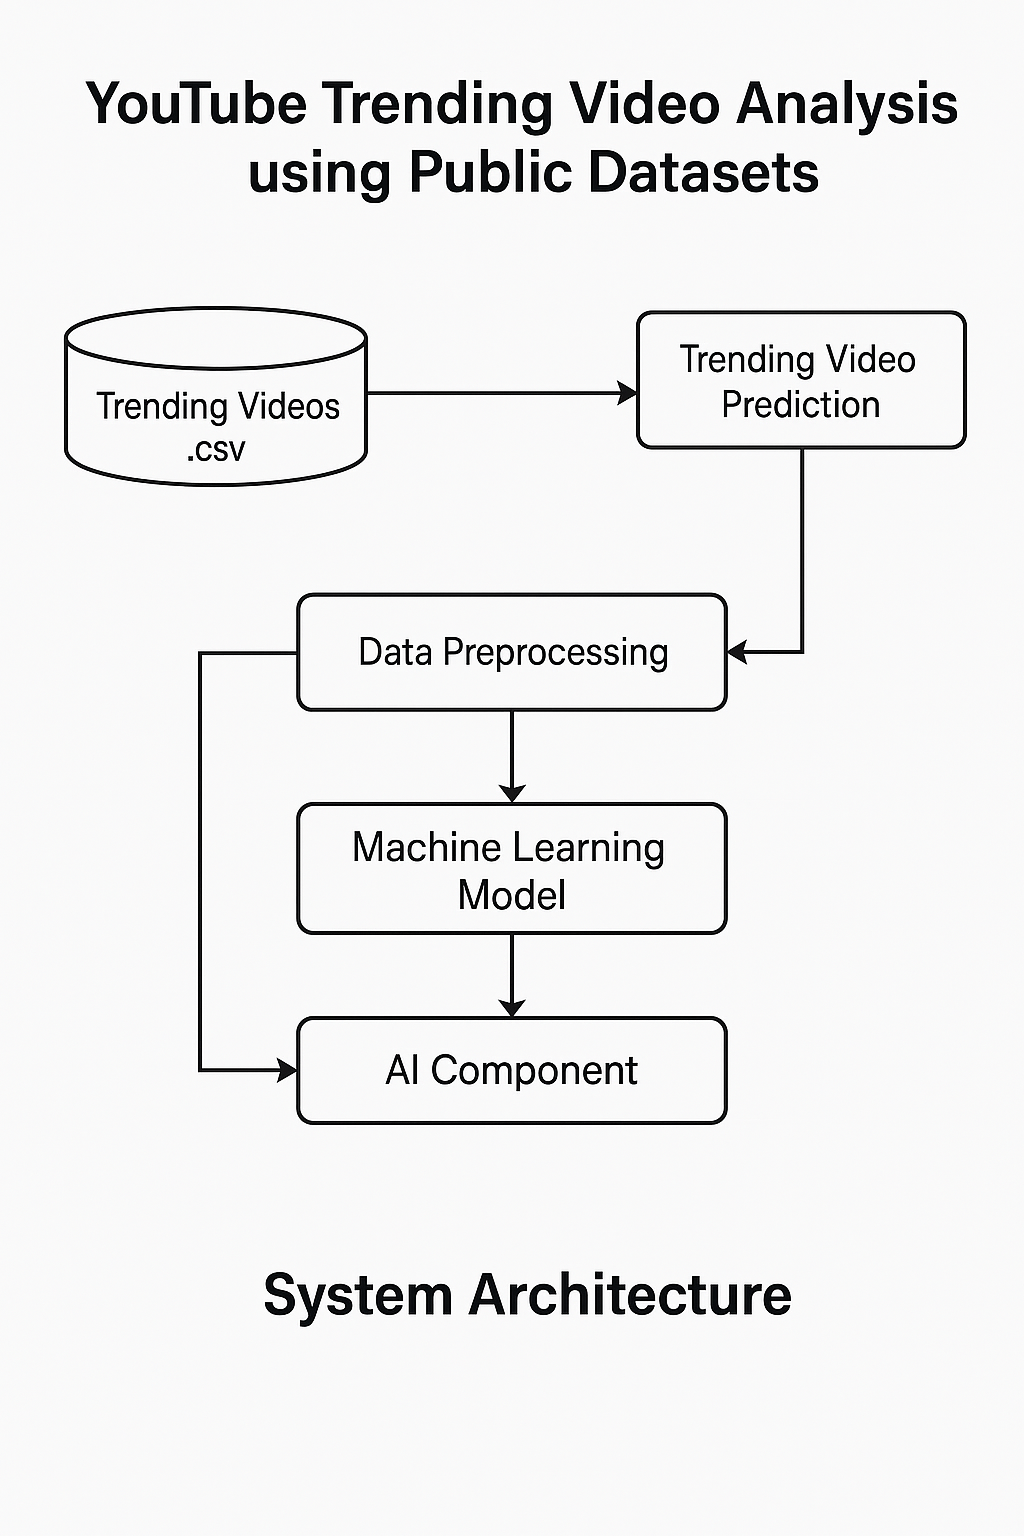 YouTube Trending Video Analysis
using Public Datasets
Trending Videos
.csv
Trending Video
Prediction
Data Preprocessing
Machine Learning
Model
AI Component
System Architecture